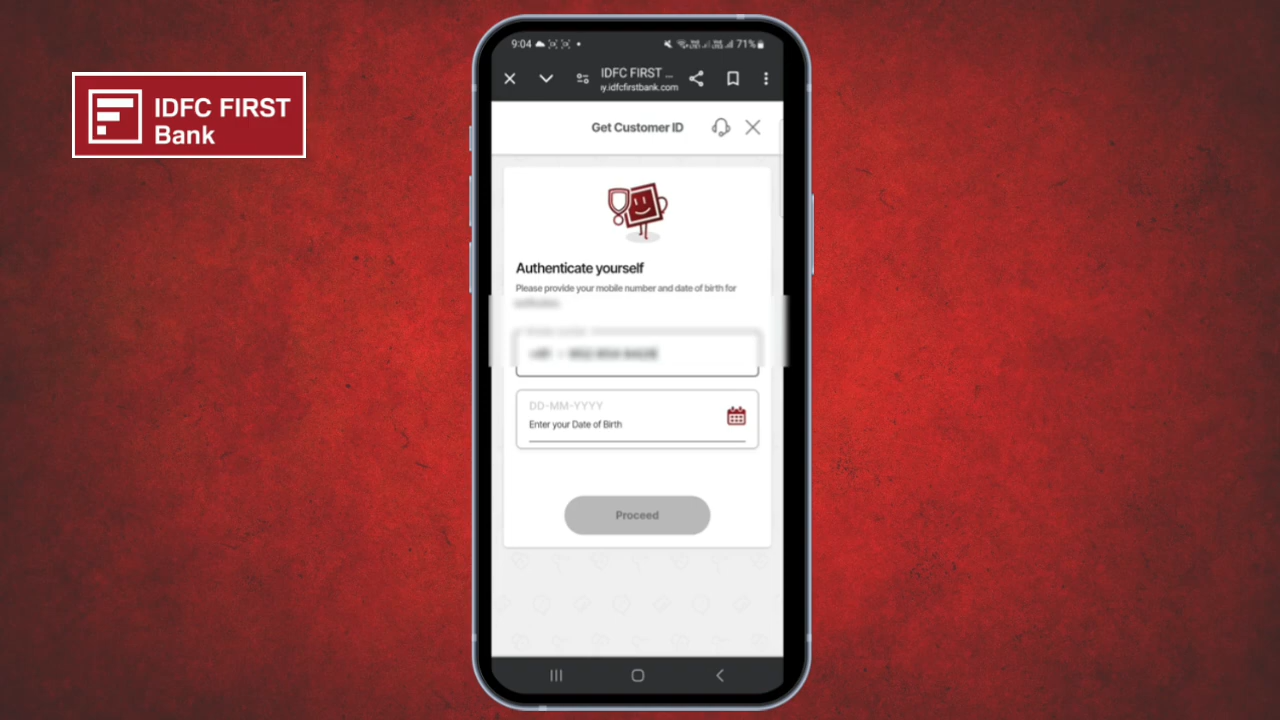 IDFC FIRST
Bank
9:04
71%
IDFC FIRST ...
y.idfcfirstbank.com
Get Customer ID
Authenticate yourself
Please provide your mobile number and date of birth for
DD-MM-YYYY
Enter your Date of Birth
Proceed